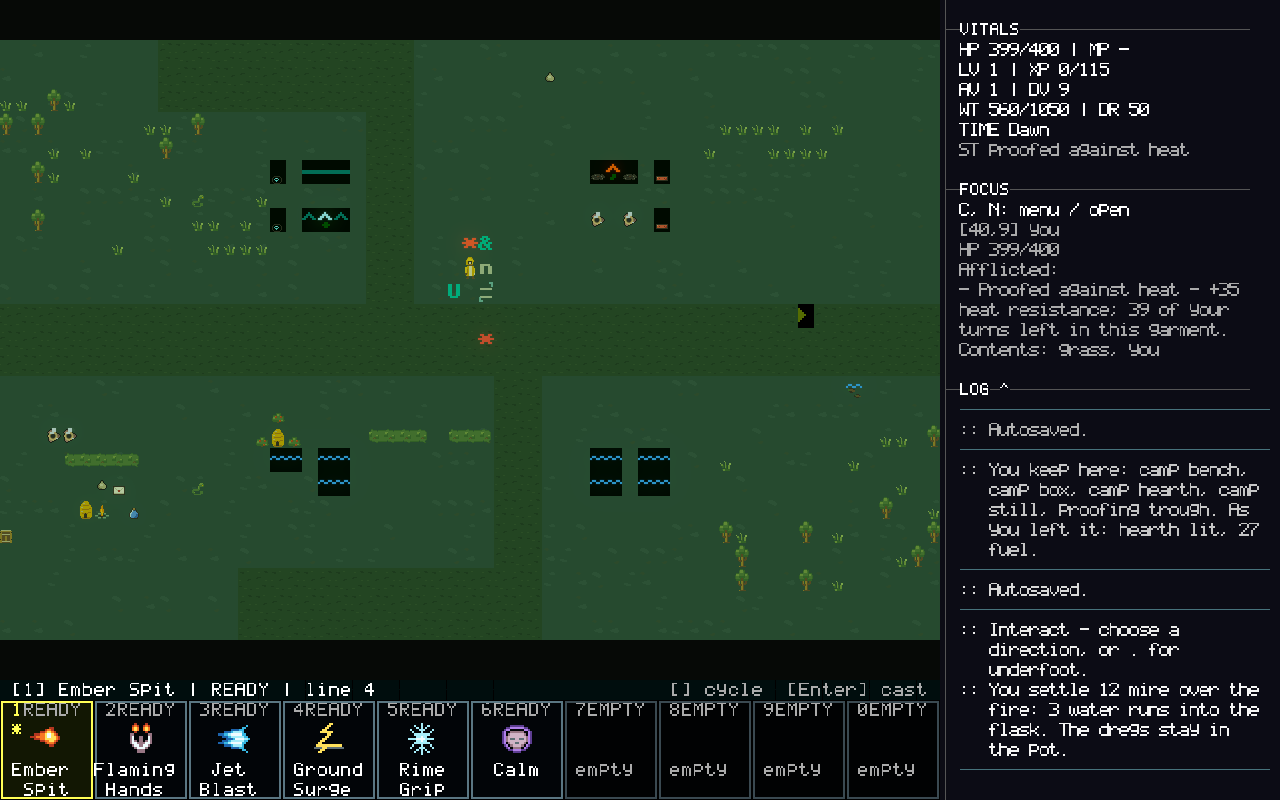 VITALS
HP 399/400 | MP -
LV 1 | XP 0/115
AV 1 | DV 9
WT 560/1050 | DR 50
TIME Dawn
ST Proofed against heat
FOCUS
C, N: menu / open
[40,9] You
HP 399/400
Afflicted:
- Proofed against heat - +35
heat resistance; 39 of your
turns left in this garment.
Contents: grass, you
LOG ^
:: Autosaved.
:: You keep here: camp bench,
camp box, camp hearth, camp
still, Proofing trough. As
you left it: hearth lit, 27
fuel.
:: Autosaved.
:: Interact - choose a
direction, or . for
underfoot.
:: You settle 12 mire over the
fire: 3 water runs into the
flask. The dregs stay in
the pot.
&
n
U
[1] Ember Spit | READY | line 4
[] cycle [Enter] cast
1READY 2READY 3READY 4READY 5READY 6READY 7EMPTY 8EMPTY 9EMPTY 0EMPTY
*
Ember Flaming Jet Ground Rime Calm empty empty empty empty
Spit Hands Blast Surge Grip